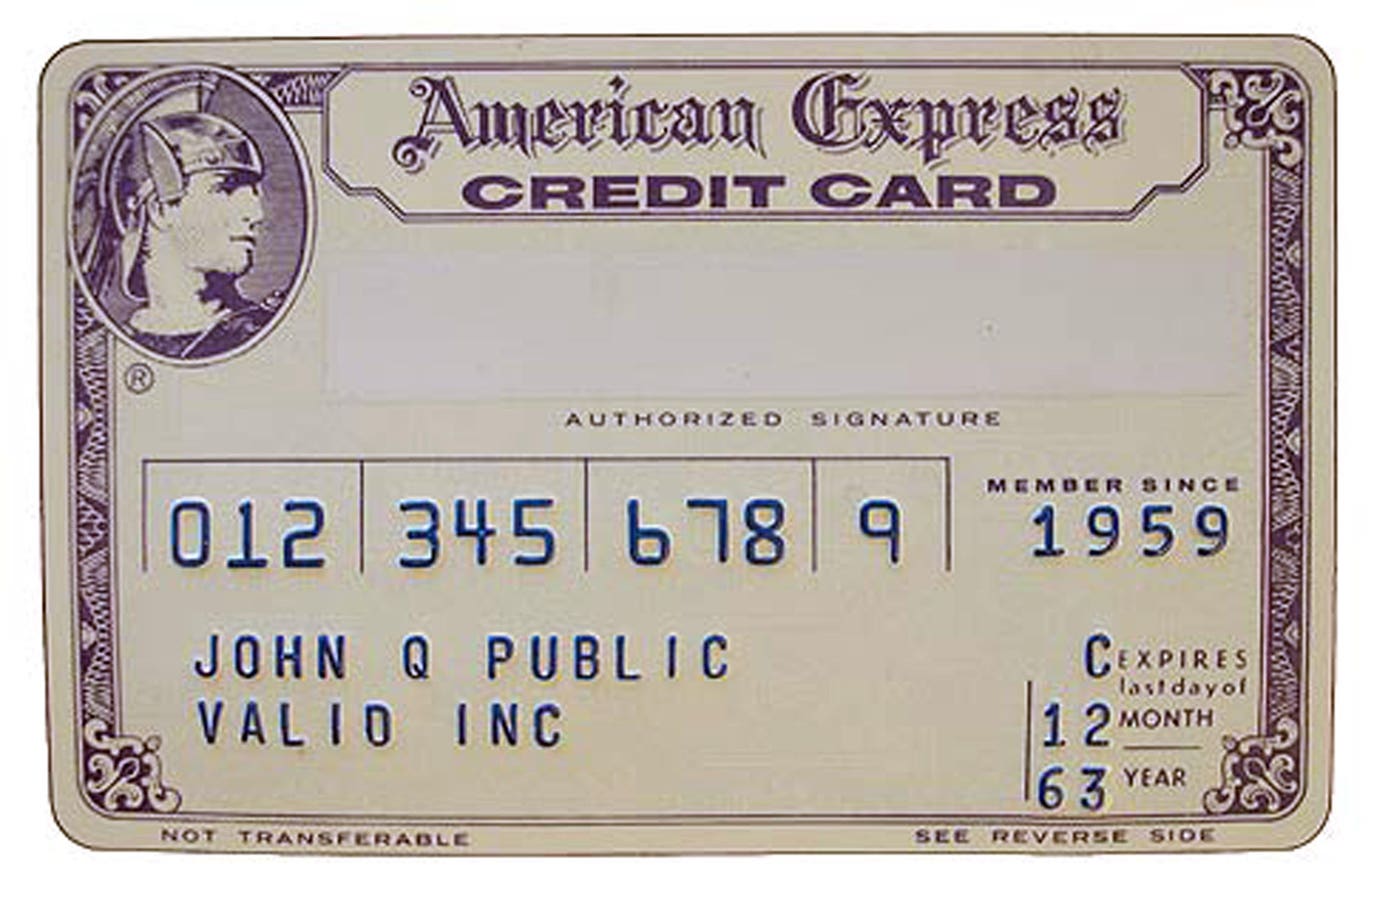 American Express
CREDIT CARD
®
AUTHORIZED SIGNATURE
MEMBER SINCE
012 345 678 9 1959
JOHN Q PUBLIC
VALID INC
C EXPIRES
last day of
12 MONTH
63 YEAR
NOT TRANSFERABLE SEE REVERSE SIDE